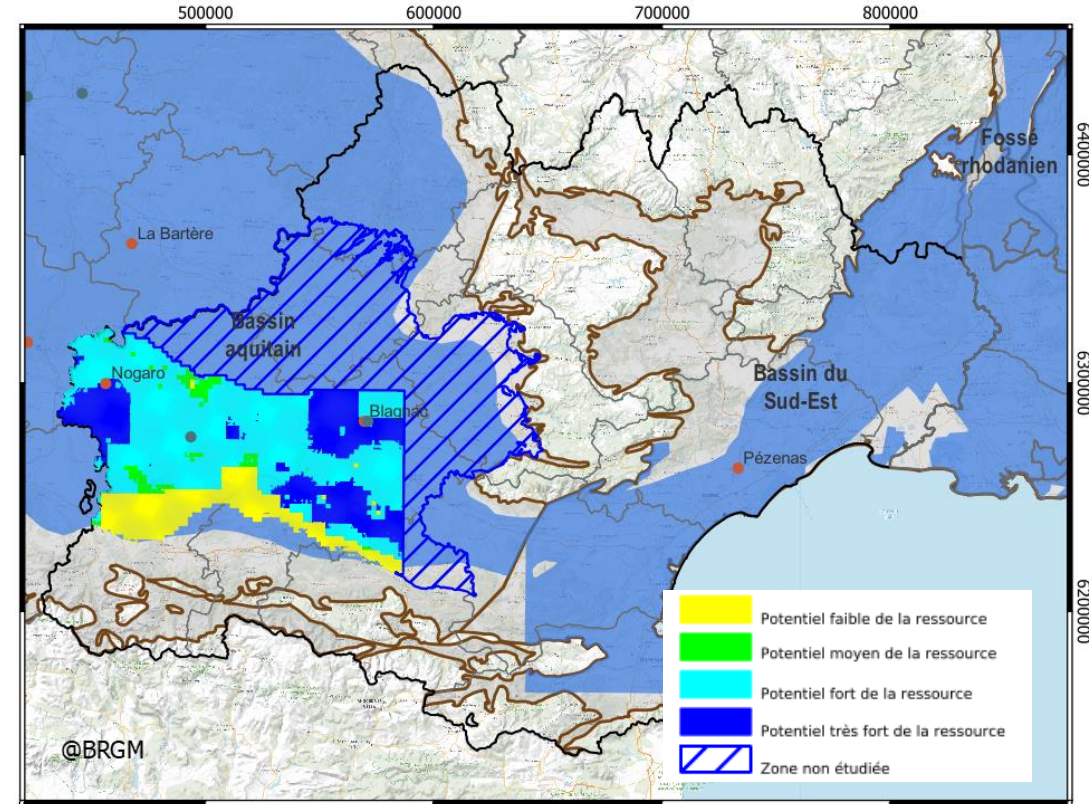 500000
600000
700000
800000
6400000
Fossé
rhodanien
La Bartère
Bassin
aquitain
6300000
Nogaro
Blagnac
Bassin du
Sud-Est
Pézenas
6200000
Potentiel faible de la ressource
Potentiel moyen de la ressource
Potentiel fort de la ressource
Potentiel très fort de la ressource
Zone non étudiée
@BRGM